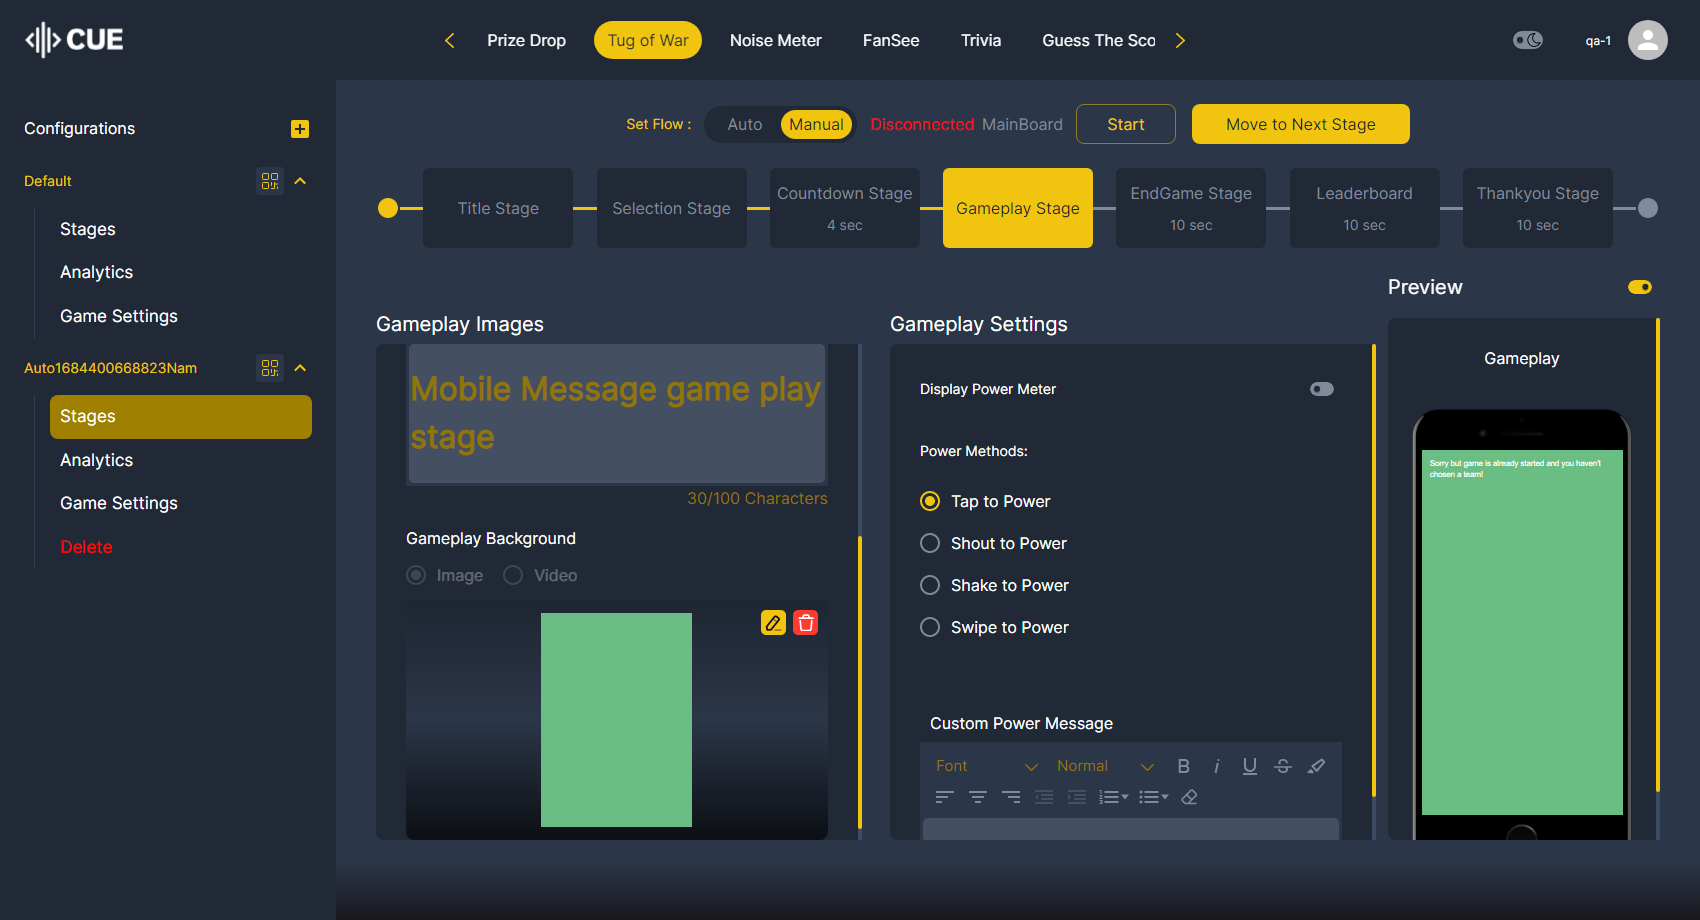 CUE
Prize Drop
Tug of War
Noise Meter
FanSee
Trivia
Guess The Sco
qa-1
Configurations
Default
Stages
Analytics
Game Settings
Auto1684400668823Nam
Stages
Analytics
Game Settings
Delete
Set Flow :
Auto
Manual
Disconnected MainBoard
Start
Move to Next Stage
Title Stage
Selection Stage
Countdown Stage
4 sec
Gameplay Stage
EndGame Stage
10 sec
Leaderboard
10 sec
Thankyou Stage
10 sec
Gameplay Images
Mobile Message game play
stage
30/100 Characters
Gameplay Background
Image
Video
Gameplay Settings
Display Power Meter
Power Methods:
Tap to Power
Shout to Power
Shake to Power
Swipe to Power
Custom Power Message
Font
Normal
B
i
U
S
Preview
Gameplay
Sorry but game is already started and you haven't
chosen a team!